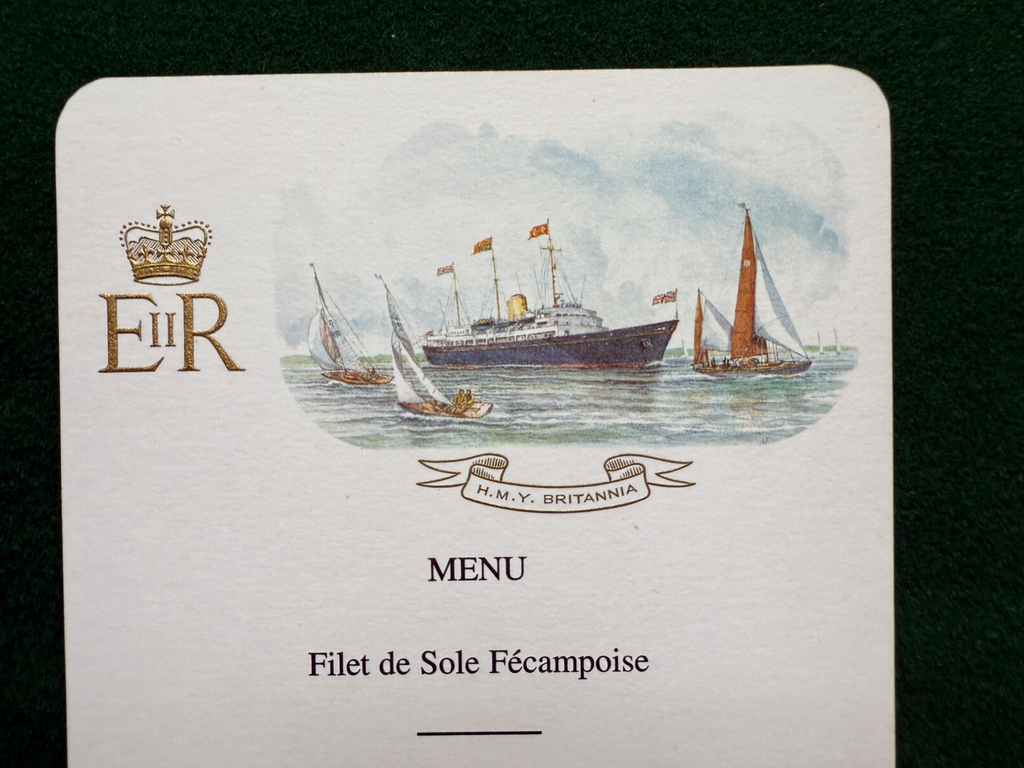 EIIR
H.M.Y. BRITANNIA
MENU
Filet de Sole Fécampoise